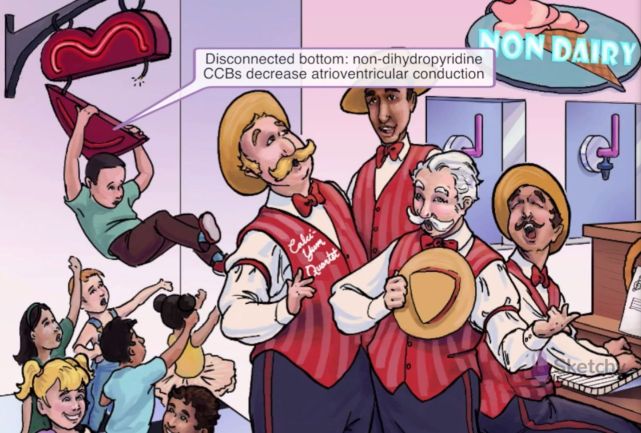 NON DAIRY
Disconnected bottom: non-dihydropyridine
CCBs decrease atrioventricular conduction
Calci-
Yum
Quartet
Sketchy